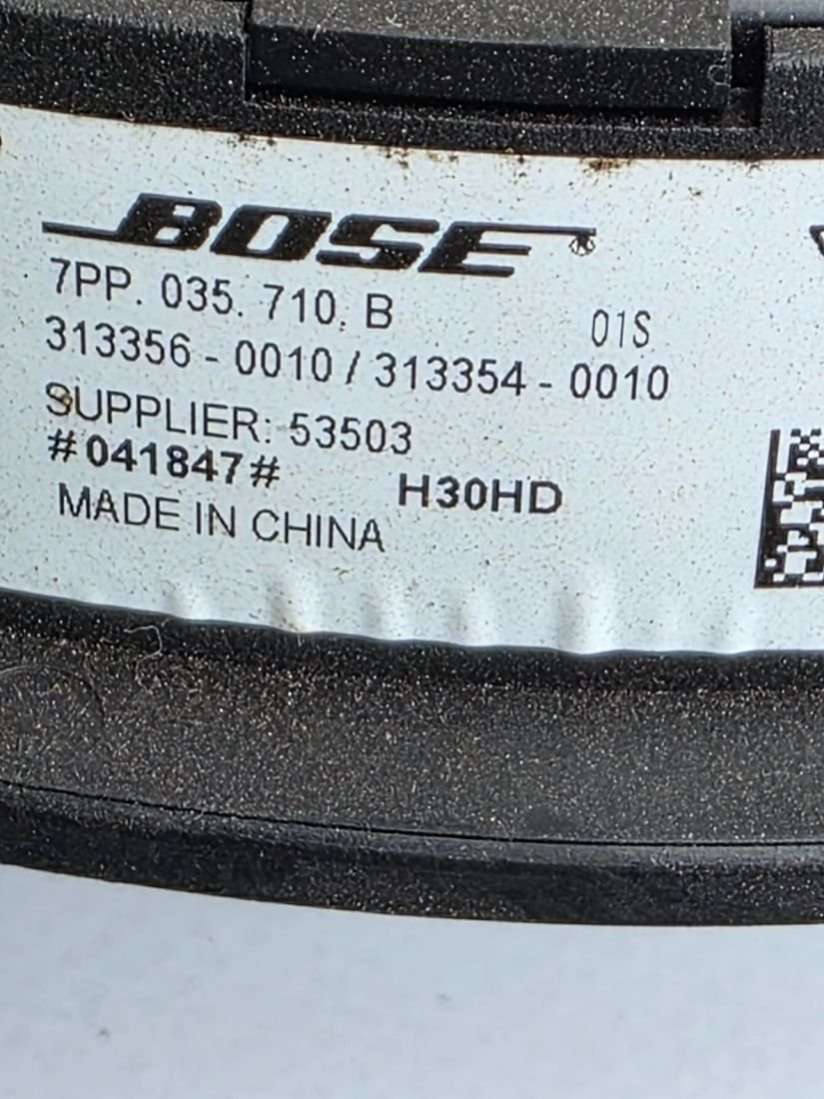 BOSE®
7PP. 035. 710. B 01S
313356 - 0010 / 313354 - 0010
SUPPLIER: 53503
#041847# H30HD
MADE IN CHINA